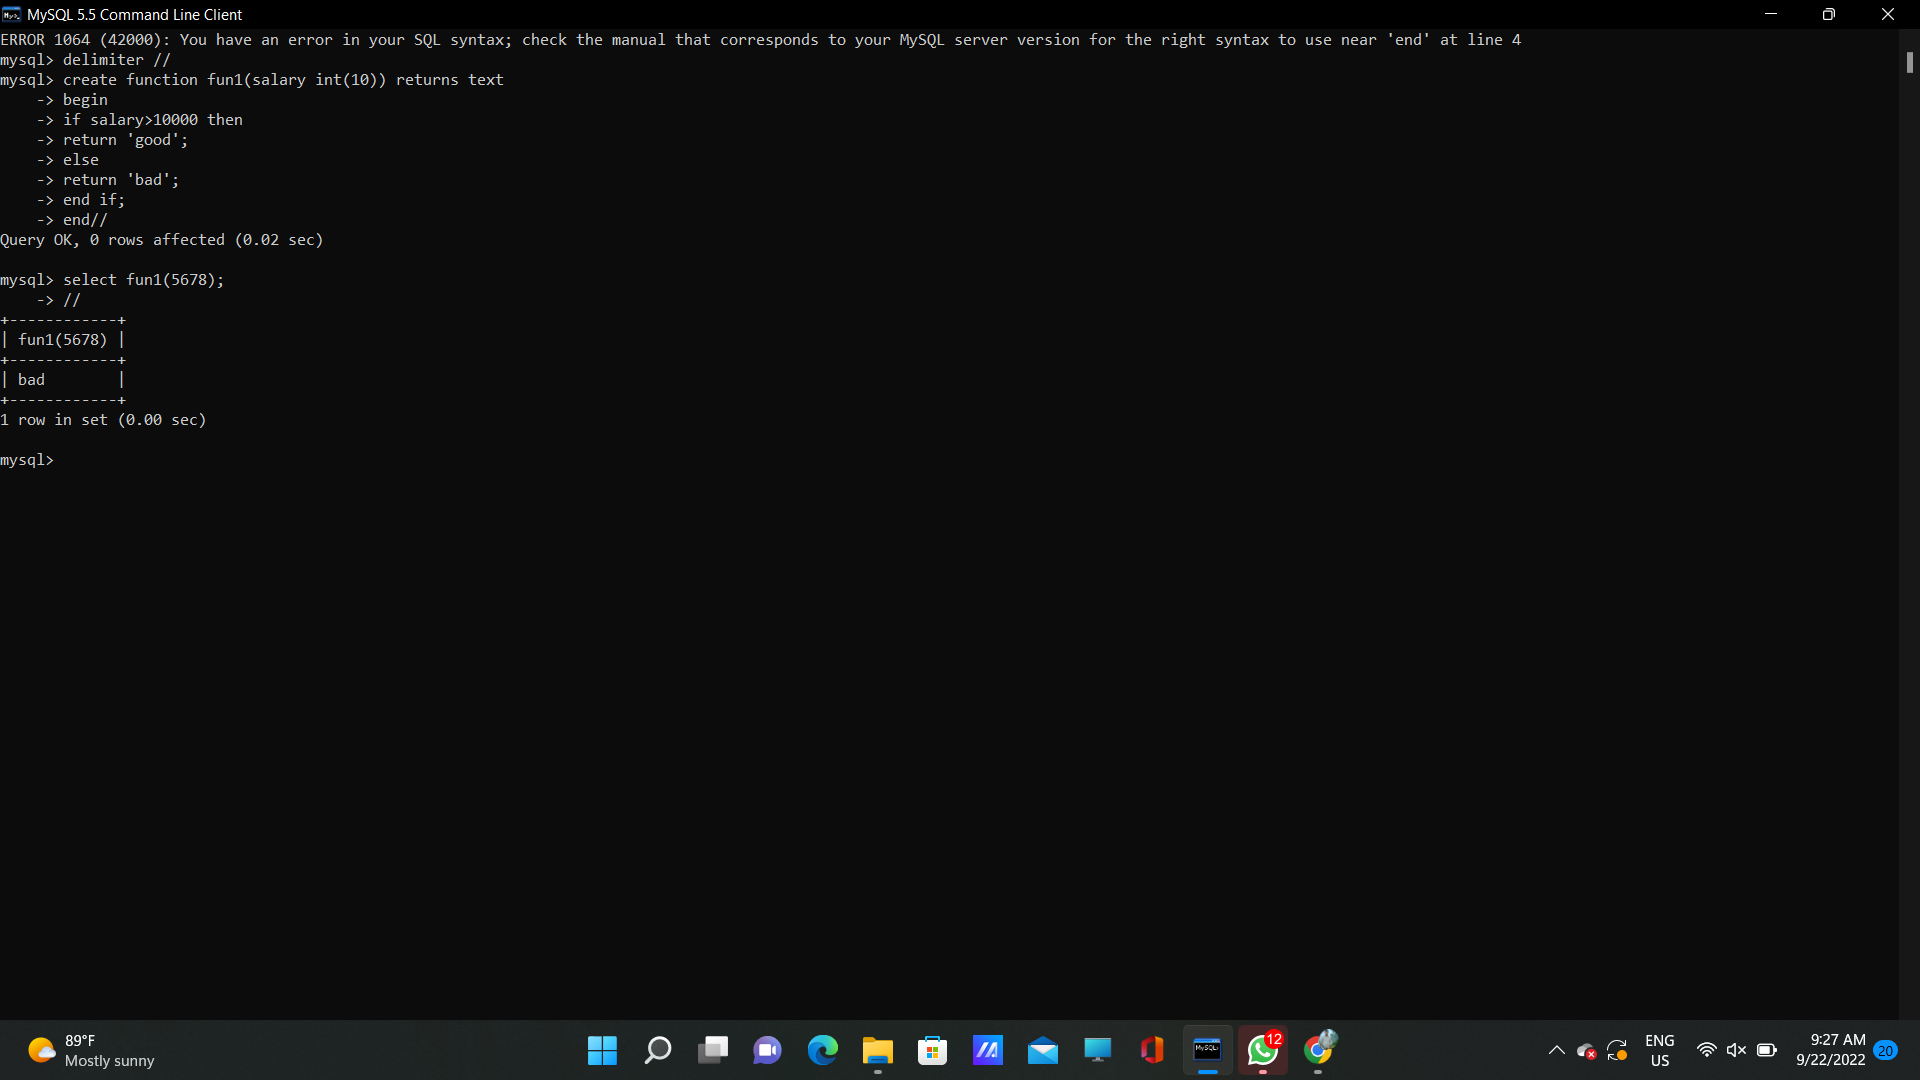 MySQL 5.5 Command Line Client
ERROR 1064 (42000): You have an error in your SQL syntax; check the manual that corresponds to your MySQL server version for the right syntax to use near 'end' at line 4
mysql> delimiter //
mysql> create function fun1(salary int(10)) returns text
    -> begin
    -> if salary>10000 then
    -> return 'good';
    -> else
    -> return 'bad';
    -> end if;
    -> end//
Query OK, 0 rows affected (0.02 sec)
mysql> select fun1(5678);
    -> //
+------------+
| fun1(5678) |
+------------+
| bad        |
+------------+
1 row in set (0.00 sec)
mysql>
89°F
Mostly sunny
MySQL>
12
ENG
US
9:27 AM
9/22/2022
20